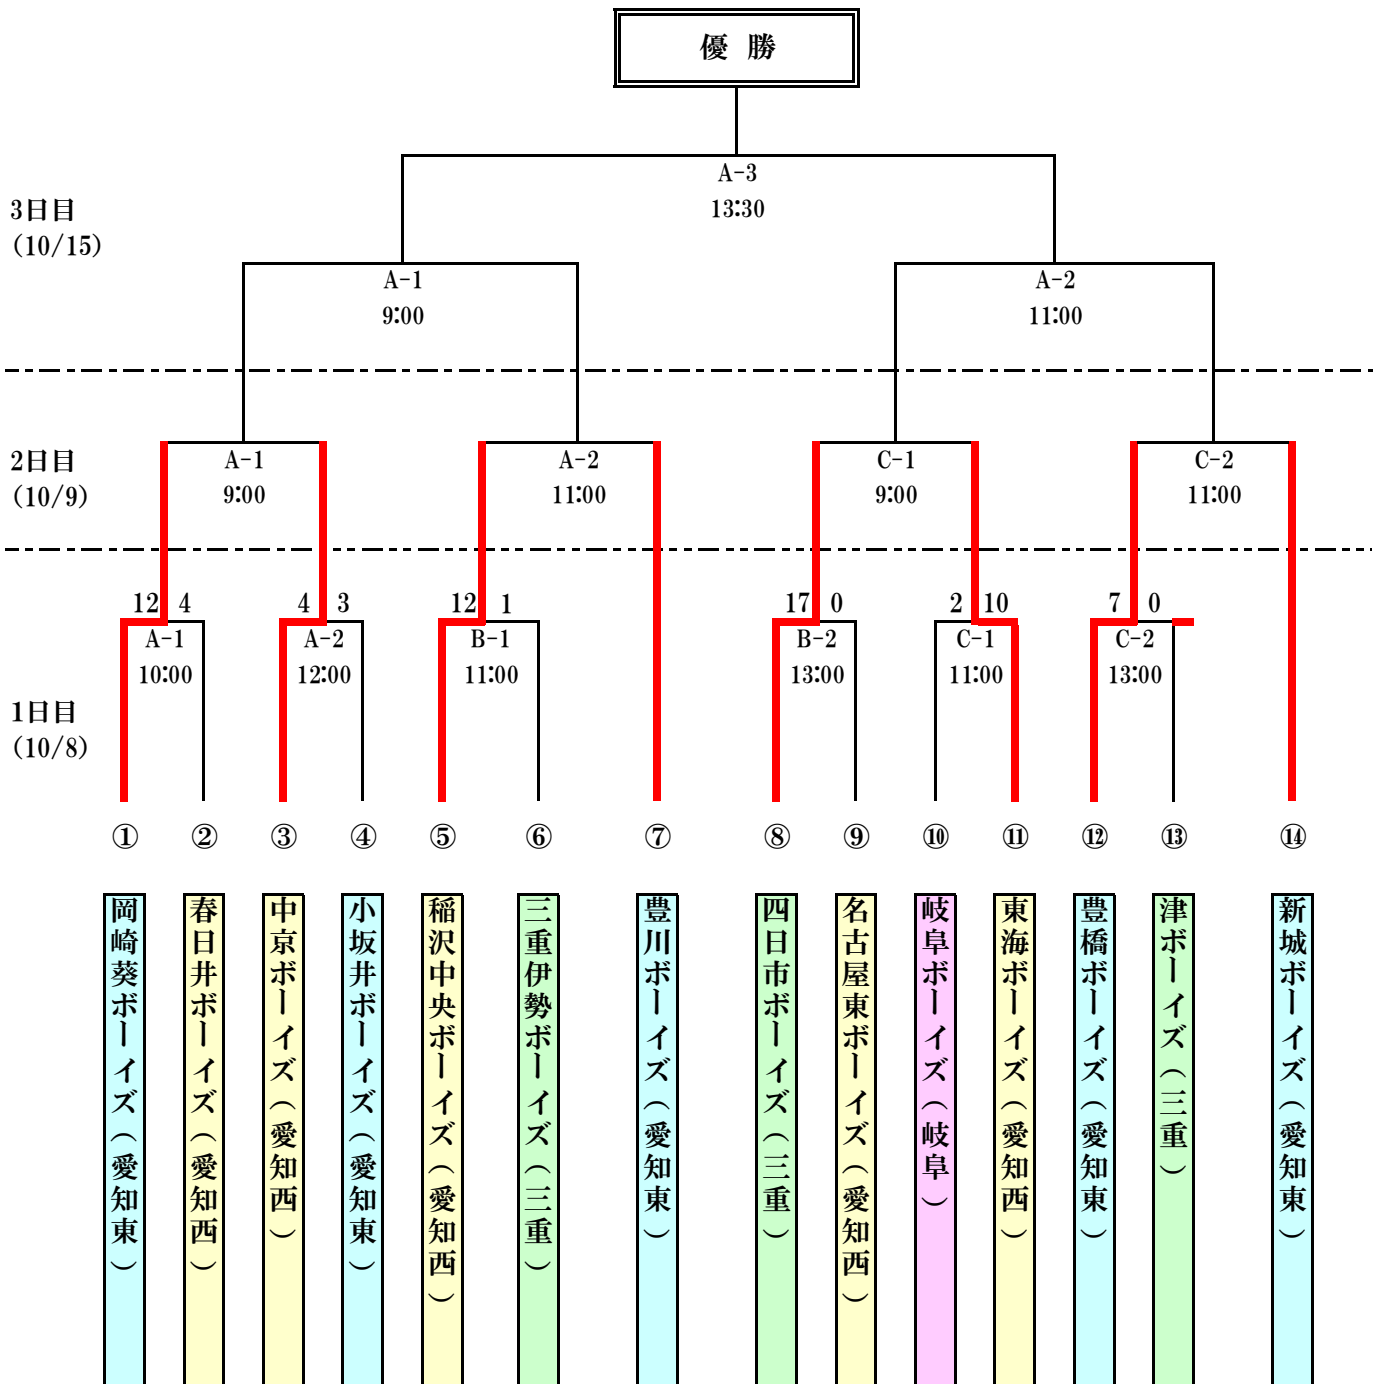 優 勝
A-3
13:30
3日目
(10/15)
A-1
9:00
A-2
11:00
2日目
(10/9)
A-1
9:00
A-2
11:00
C-1
9:00
C-2
11:00
12 4
4 3
12 1
17 0
2 10
7 0
A-1
10:00
A-2
12:00
B-1
11:00
B-2
13:00
C-1
11:00
C-2
13:00
1日目
(10/8)
① ② ③ ④ ⑤ ⑥ ⑦ ⑧ ⑨ ⑩ ⑪ ⑫ ⑬ ⑭
岡崎葵ボーイズ(愛知東)
春日井ボーイズ(愛知西)
中京ボーイズ(愛知西)
小坂井ボーイズ(愛知東)
稲沢中央ボーイズ(愛知西)
三重伊勢ボーイズ(三重)
豊川ボーイズ(愛知東)
四日市ボーイズ(三重)
名古屋東ボーイズ(愛知西)
岐阜ボーイズ(岐阜)
東海ボーイズ(愛知西)
豊橋ボーイズ(愛知東)
津ボーイズ(三重)
新城ボーイズ(愛知東)